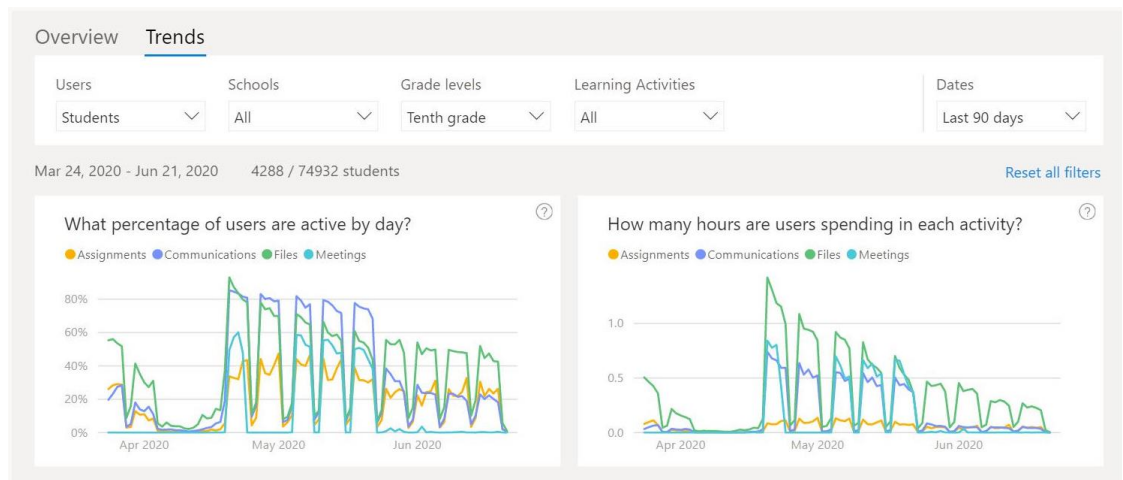 Overview Trends
Users Schools Grade levels Learning Activities Dates
Students All Tenth grade All Last 90 days
Mar 24, 2020 - Jun 21, 2020 4288 / 74932 students Reset all filters
What percentage of users are active by day? ?
Assignments Communications Files Meetings
80%
60%
40%
20%
0%
Apr 2020 May 2020 Jun 2020
How many hours are users spending in each activity? ?
Assignments Communications Files Meetings
1.0
0.5
0.0
Apr 2020 May 2020 Jun 2020